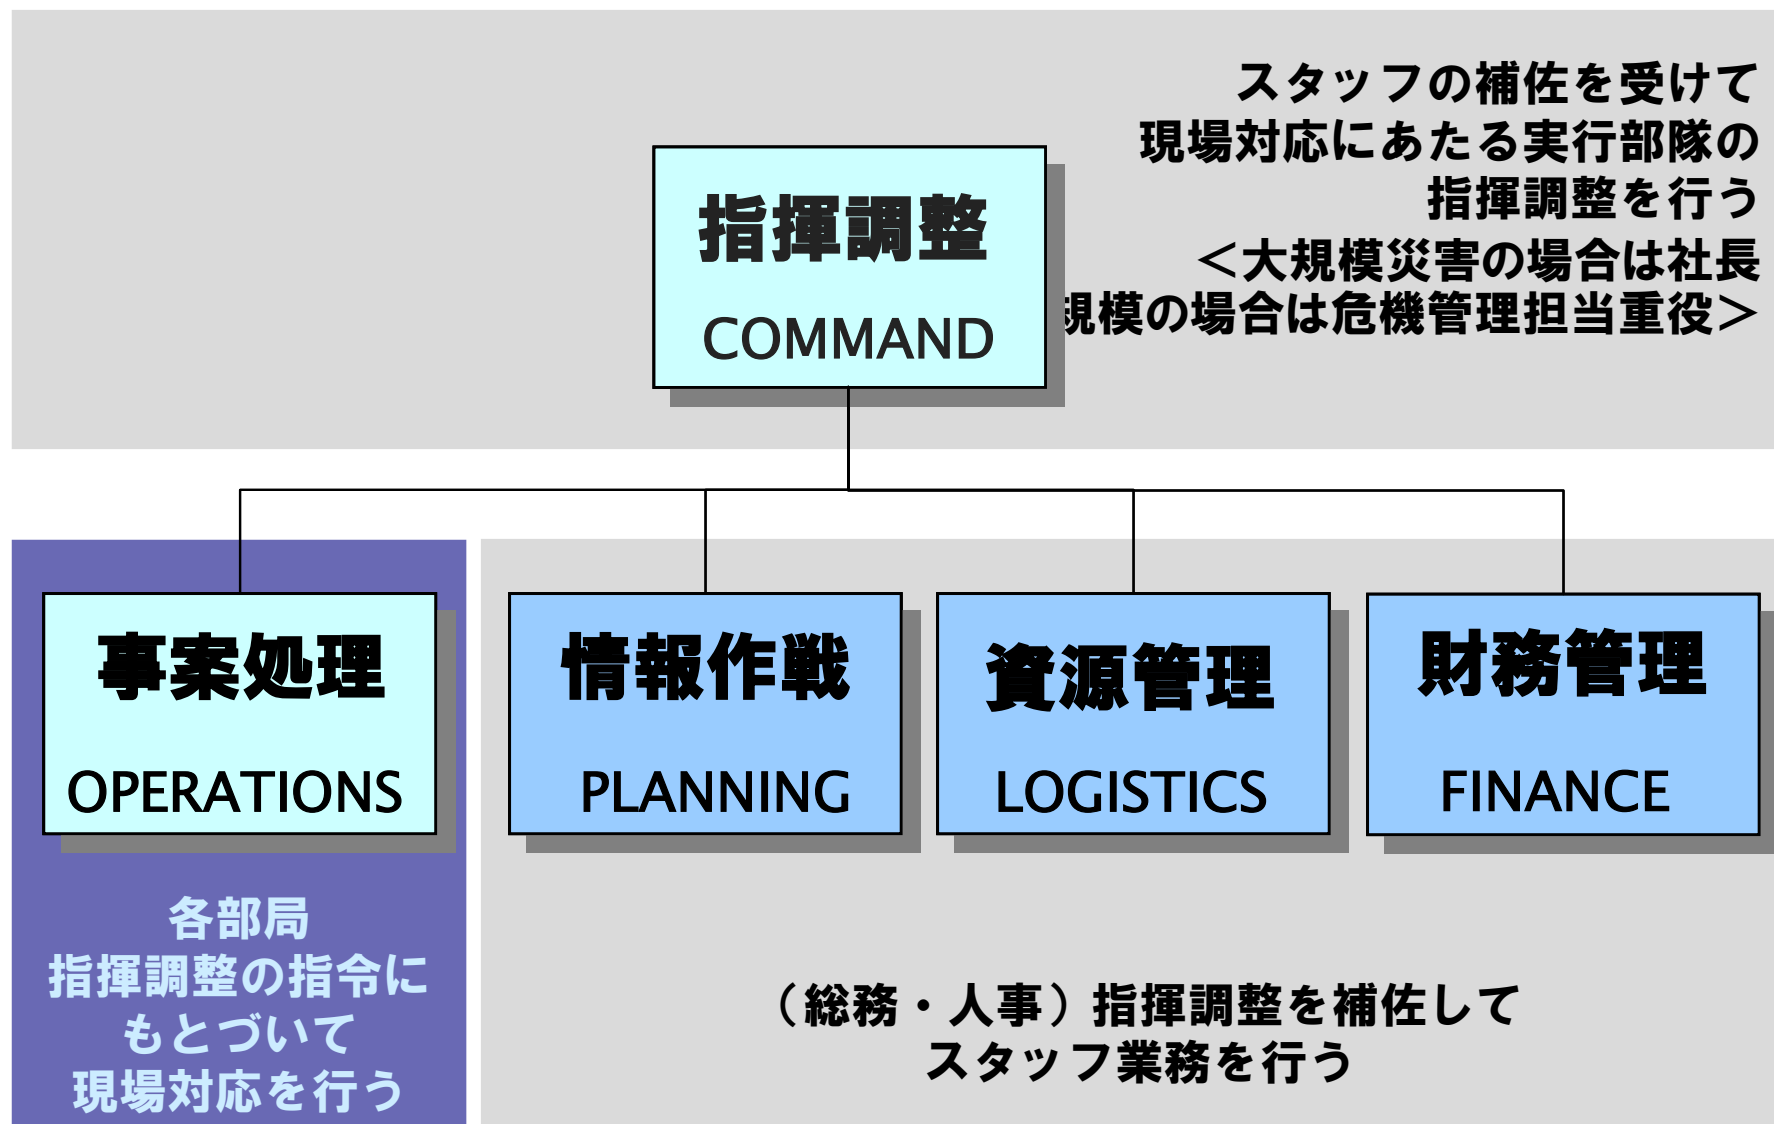 スタッフの補佐を受けて
現場対応にあたる実行部隊の
指揮調整を行う
＜大規模災害の場合は社長
規模の場合は危機管理担当重役＞
指揮調整
COMMAND
事案処理
OPERATIONS
情報作戦
PLANNING
資源管理
LOGISTICS
財務管理
FINANCE
各部局
指揮調整の指令に
もとづいて
現場対応を行う
（総務・人事）指揮調整を補佐して
スタッフ業務を行う